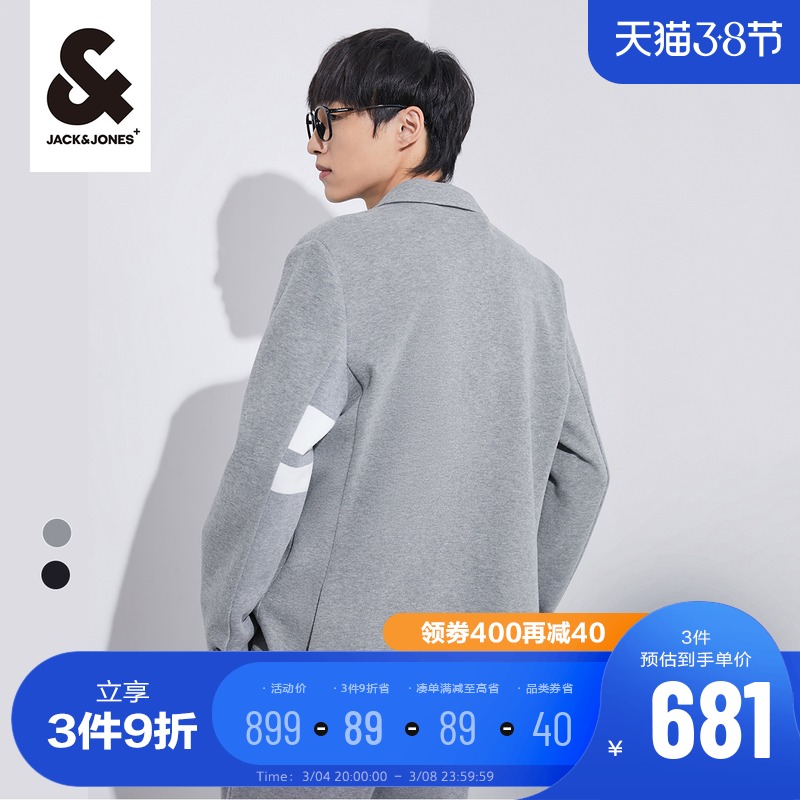 天猫3·8节
&
JACK&JONES+
领券400再减40
3件
预估到手单价
¥ 681
立享
3件9折
·活动价 ·3件9折省 ·凑单满减至高省 ·品类券省
899 - 89 - 89 - 40
Time: 3/04 20:00:00 - 3/08 23:59:59